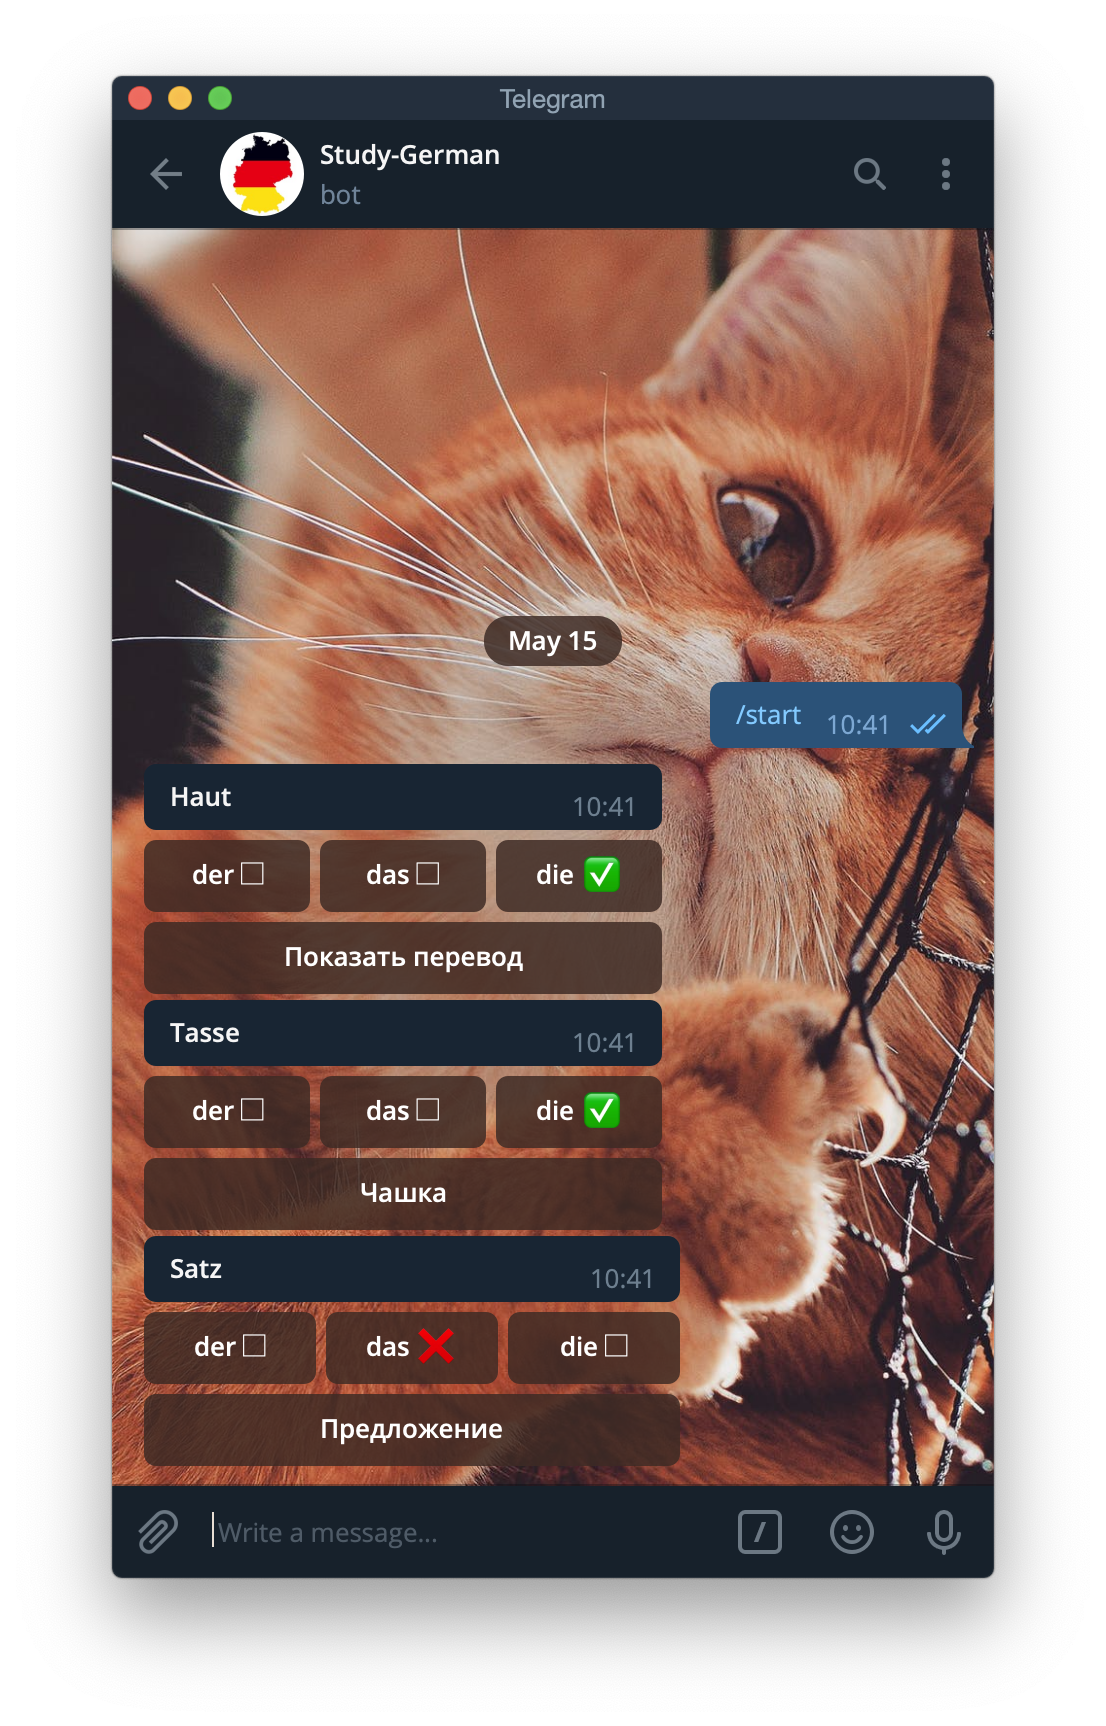 Telegram
Study-German
bot
May 15
/start 10:41
Haut 10:41
der □ das □ die ✅
Показать перевод
Tasse 10:41
der □ das □ die ✅
Чашка
Satz 10:41
der □ das ❌ die □
Предложение
Write a message...